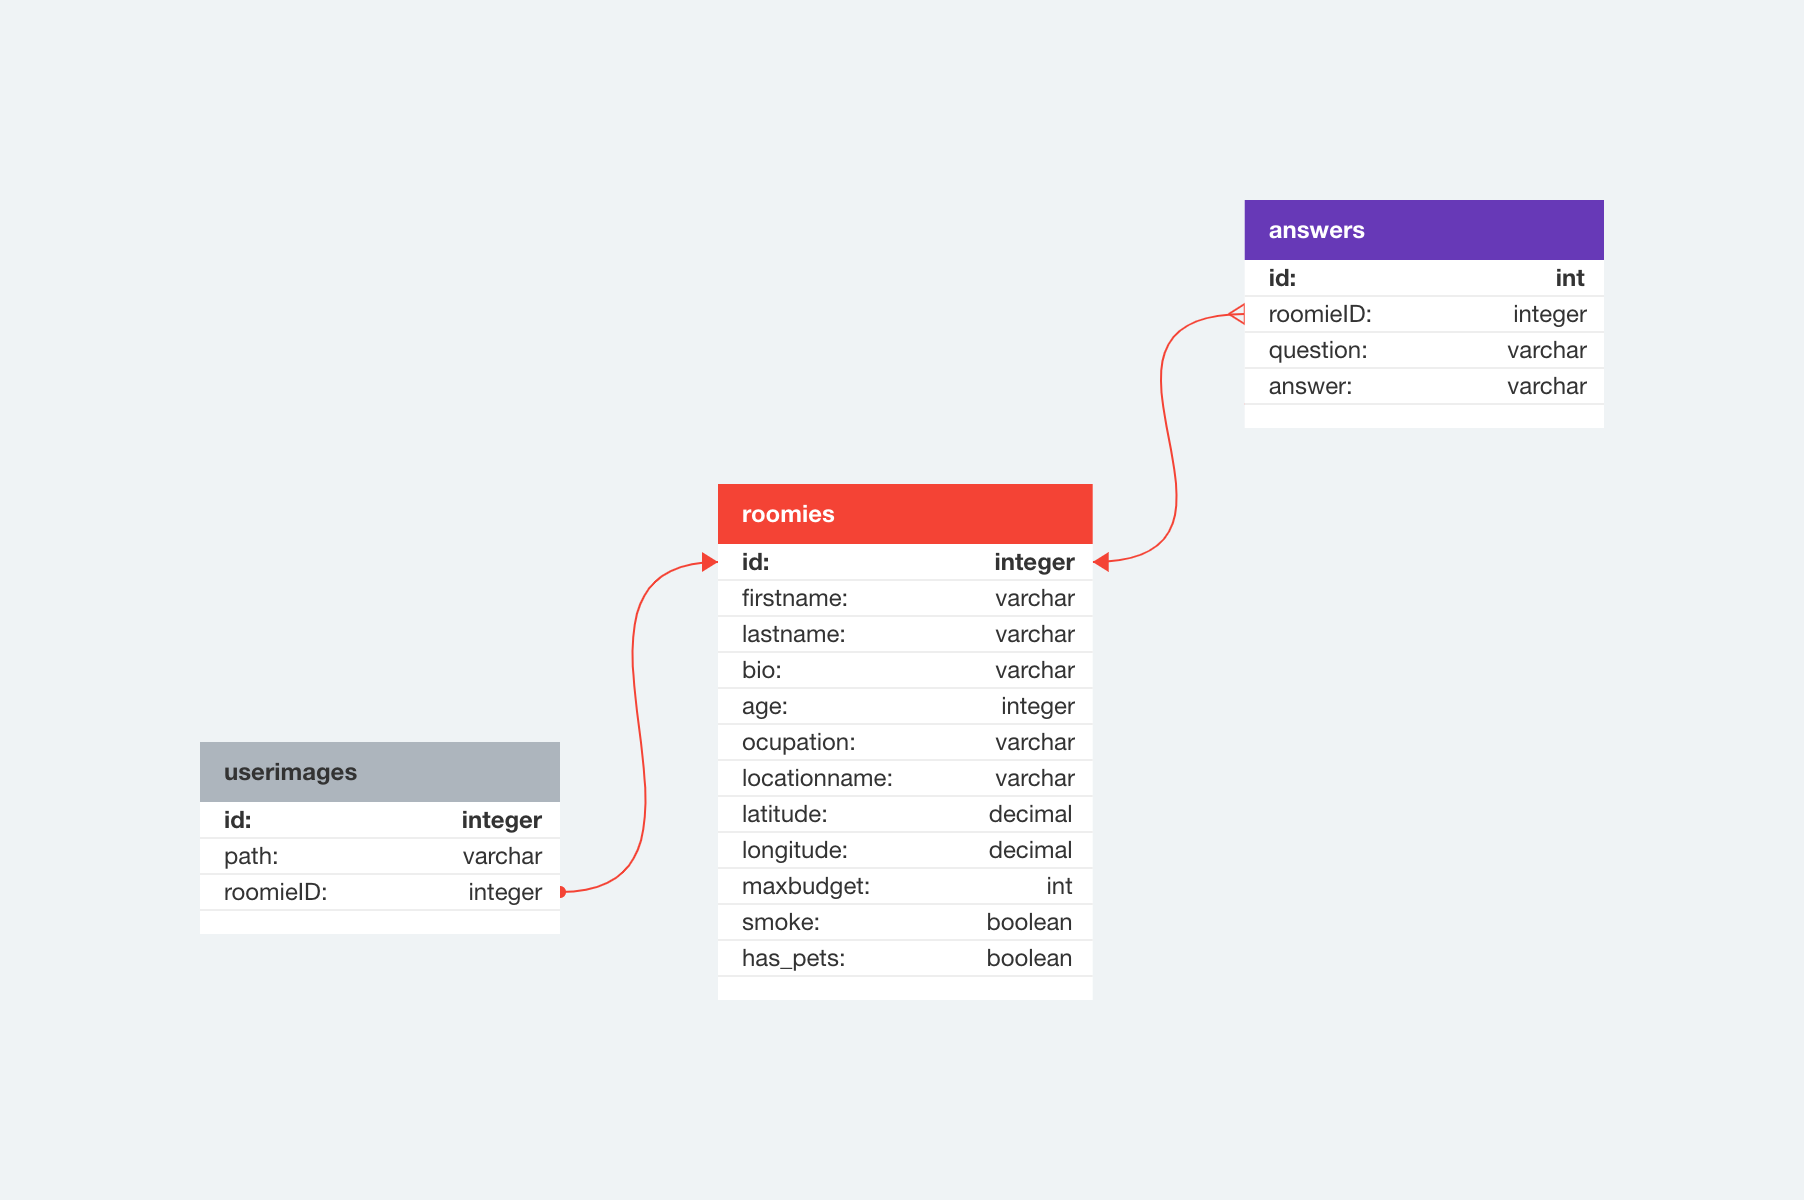 answers
id: int
roomieID: integer
question: varchar
answer: varchar
roomies
id: integer
firstname: varchar
lastname: varchar
bio: varchar
age: integer
ocupation: varchar
locationname: varchar
latitude: decimal
longitude: decimal
maxbudget: int
smoke: boolean
has_pets: boolean
userimages
id: integer
path: varchar
roomieID: integer